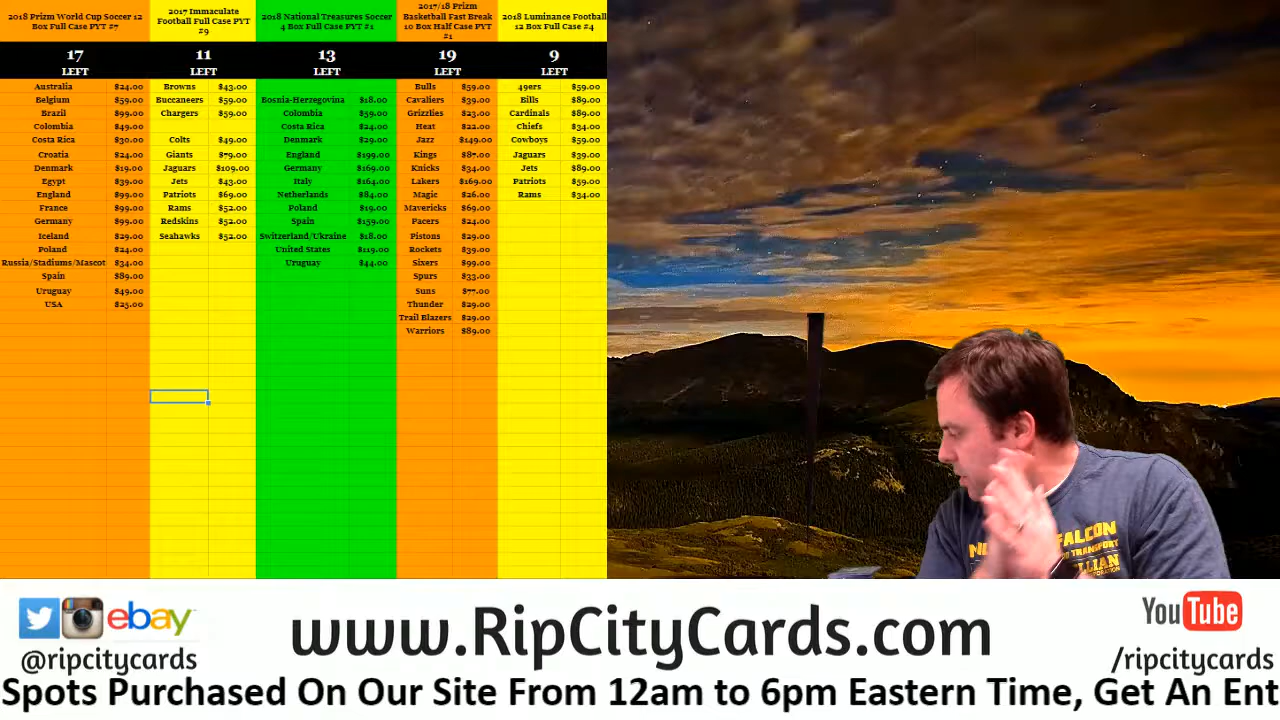 2018 Prizm World Cup Soccer 12
Box Full Case PYT #7
17
LEFT
Australia $24.00
Belgium $59.00
Brazil $99.00
Colombia $49.00
Costa Rica $30.00
Croatia $24.00
Denmark $19.00
Egypt $39.00
England $99.00
France $99.00
Germany $99.00
Iceland $29.00
Poland $24.00
Russia/Stadiums/Mascot $34.00
Spain $89.00
Uruguay $49.00
USA $25.00
2017 Immaculate
Football Full Case PYT
#9
11
LEFT
Browns $43.00
Buccaneers $59.00
Chargers $59.00
Colts $49.00
Giants $79.00
Jaguars $109.00
Jets $43.00
Patriots $69.00
Rams $52.00
Redskins $52.00
Seahawks $52.00
2018 National Treasures Soccer
4 Box Full Case PYT #1
13
LEFT
Bosnia-Herzegovina $18.00
Colombia $59.00
Costa Rica $24.00
Denmark $29.00
England $199.00
Germany $169.00
Italy $164.00
Netherlands $84.00
Poland $19.00
Spain $159.00
Switzerland/Ukraine $18.00
United States $119.00
Uruguay $44.00
2017/18 Prizm
Basketball Fast Break
10 Box Half Case PYT
#1
19
LEFT
Bulls $59.00
Cavaliers $39.00
Grizzlies $23.00
Heat $22.00
Jazz $149.00
Kings $87.00
Knicks $34.00
Lakers $169.00
Magic $26.00
Mavericks $69.00
Pacers $24.00
Pistons $29.00
Rockets $39.00
Sixers $99.00
Spurs $33.00
Suns $77.00
Thunder $29.00
Trail Blazers $29.00
Warriors $89.00
2018 Luminance Football
12 Box Full Case #4
9
LEFT
49ers $59.00
Bills $89.00
Cardinals $89.00
Chiefs $34.00
Cowboys $59.00
Jaguars $39.00
Jets $89.00
Patriots $59.00
Rams $34.00
FALCON
TRANSPORT
ebay
@ripcitycards
www.RipCityCards.com
YouTube
/ripcitycards
Spots Purchased On Our Site From 12am to 6pm Eastern Time, Get An Ent